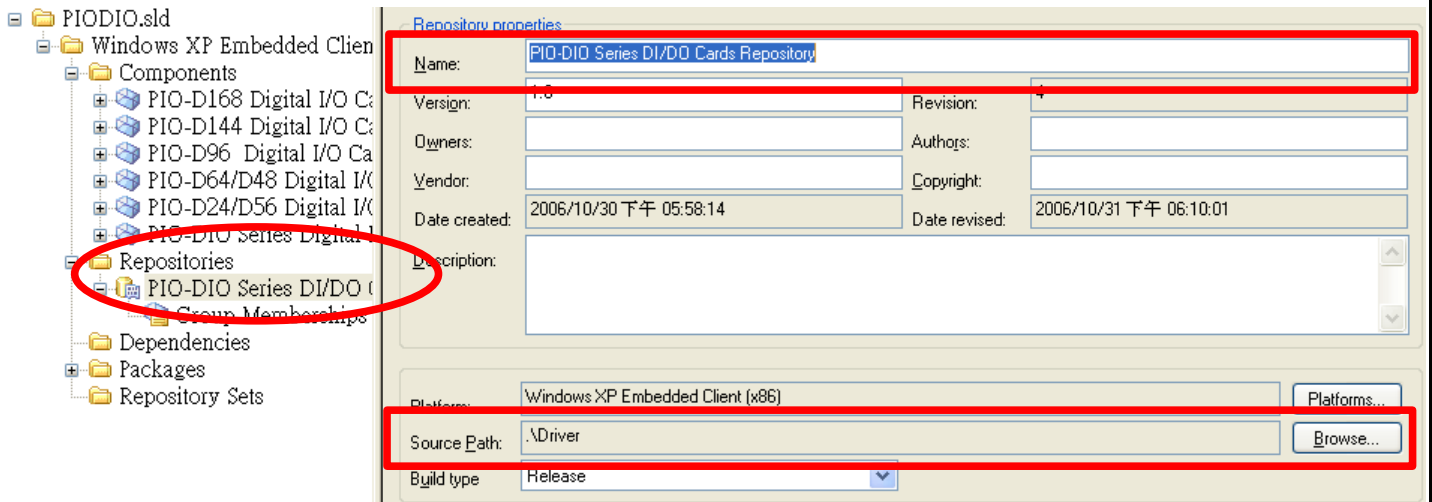 PIODIO.sld
Windows XP Embedded Clien
Components
PIO-D168 Digital I/O Ca
PIO-D144 Digital I/O Ca
PIO-D96 Digital I/O Ca
PIO-D64/D48 Digital I/(
PIO-D24/D56 Digital I/(
PIO-DIO Series Digital I
Repositories
PIO-DIO Series DI/DO (
Group Memberships
Dependencies
Packages
Repository Sets
Repository properties
Name: PIO-DIO Series DI/DO Cards Repository
Version: 1.0 Revision: 4
Owners: Authors:
Vendor: Copyright:
Date created: 2006/10/30 下午 05:58:14 Date revised: 2006/10/31 下午 06:10:01
Description:
Platform: Windows XP Embedded Client (x86) Platforms...
Source Path: .\Driver Browse...
Build type Release